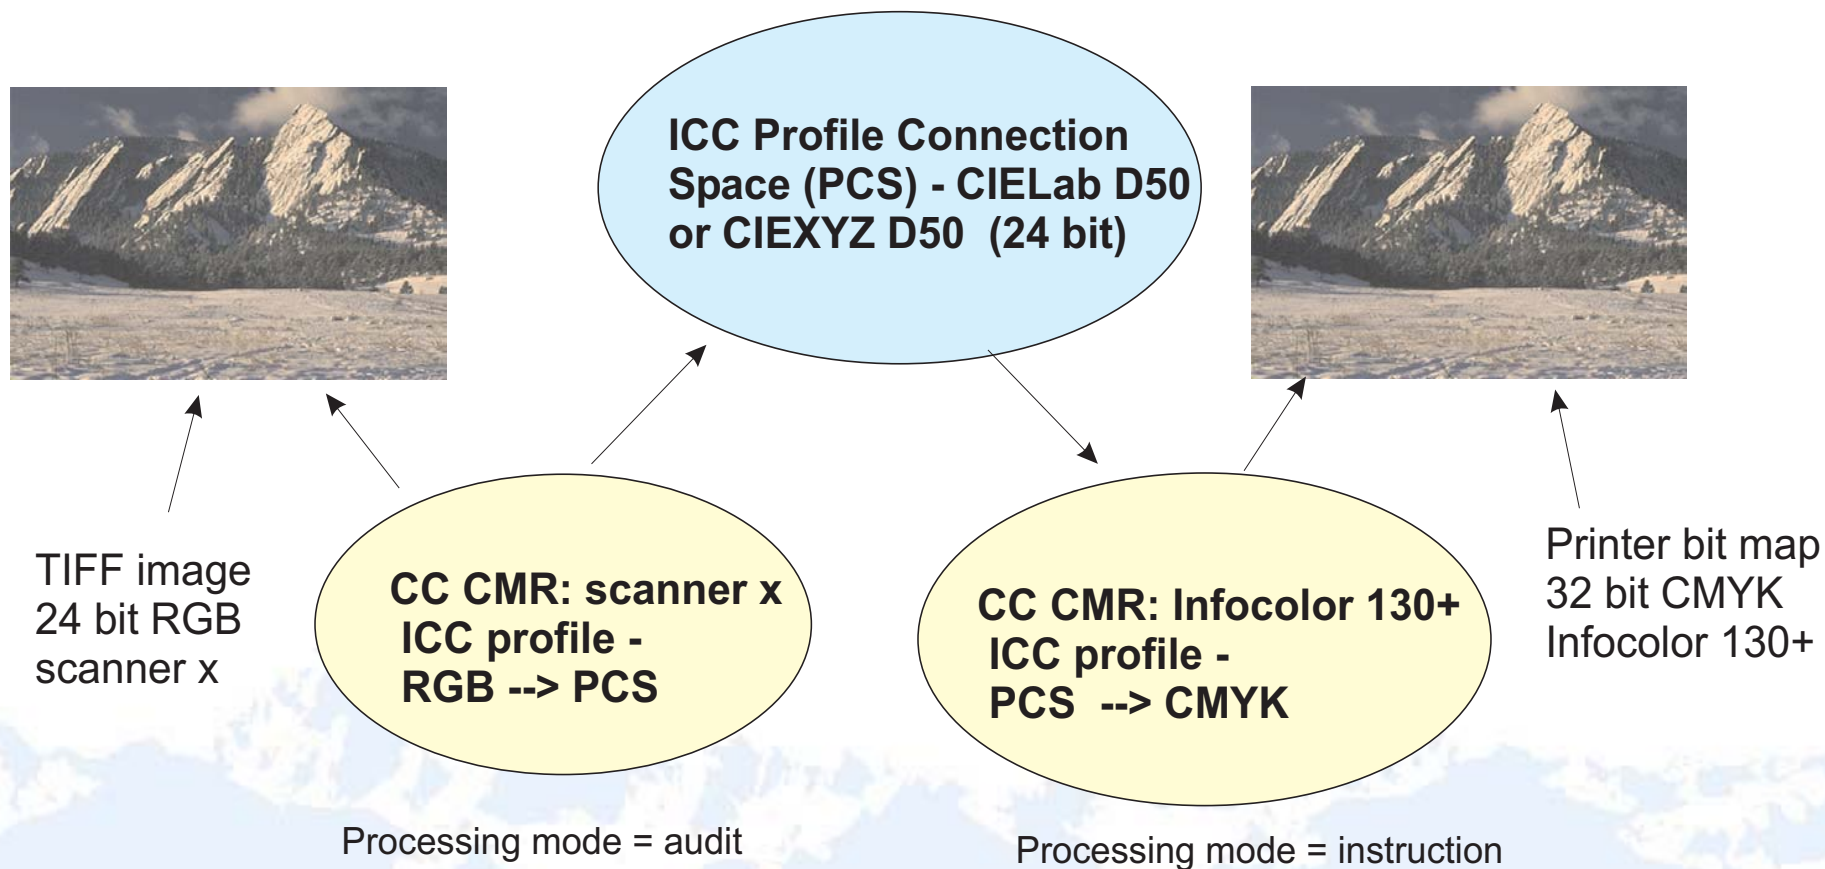 ICC Profile Connection
Space (PCS) - CIELab D50
or CIEXYZ D50 (24 bit)
TIFF image
24 bit RGB
scanner x
CC CMR: scanner x
ICC profile -
RGB --> PCS
CC CMR: Infocolor 130+
ICC profile -
PCS --> CMYK
Printer bit map
32 bit CMYK
Infocolor 130+
Processing mode = audit
Processing mode = instruction